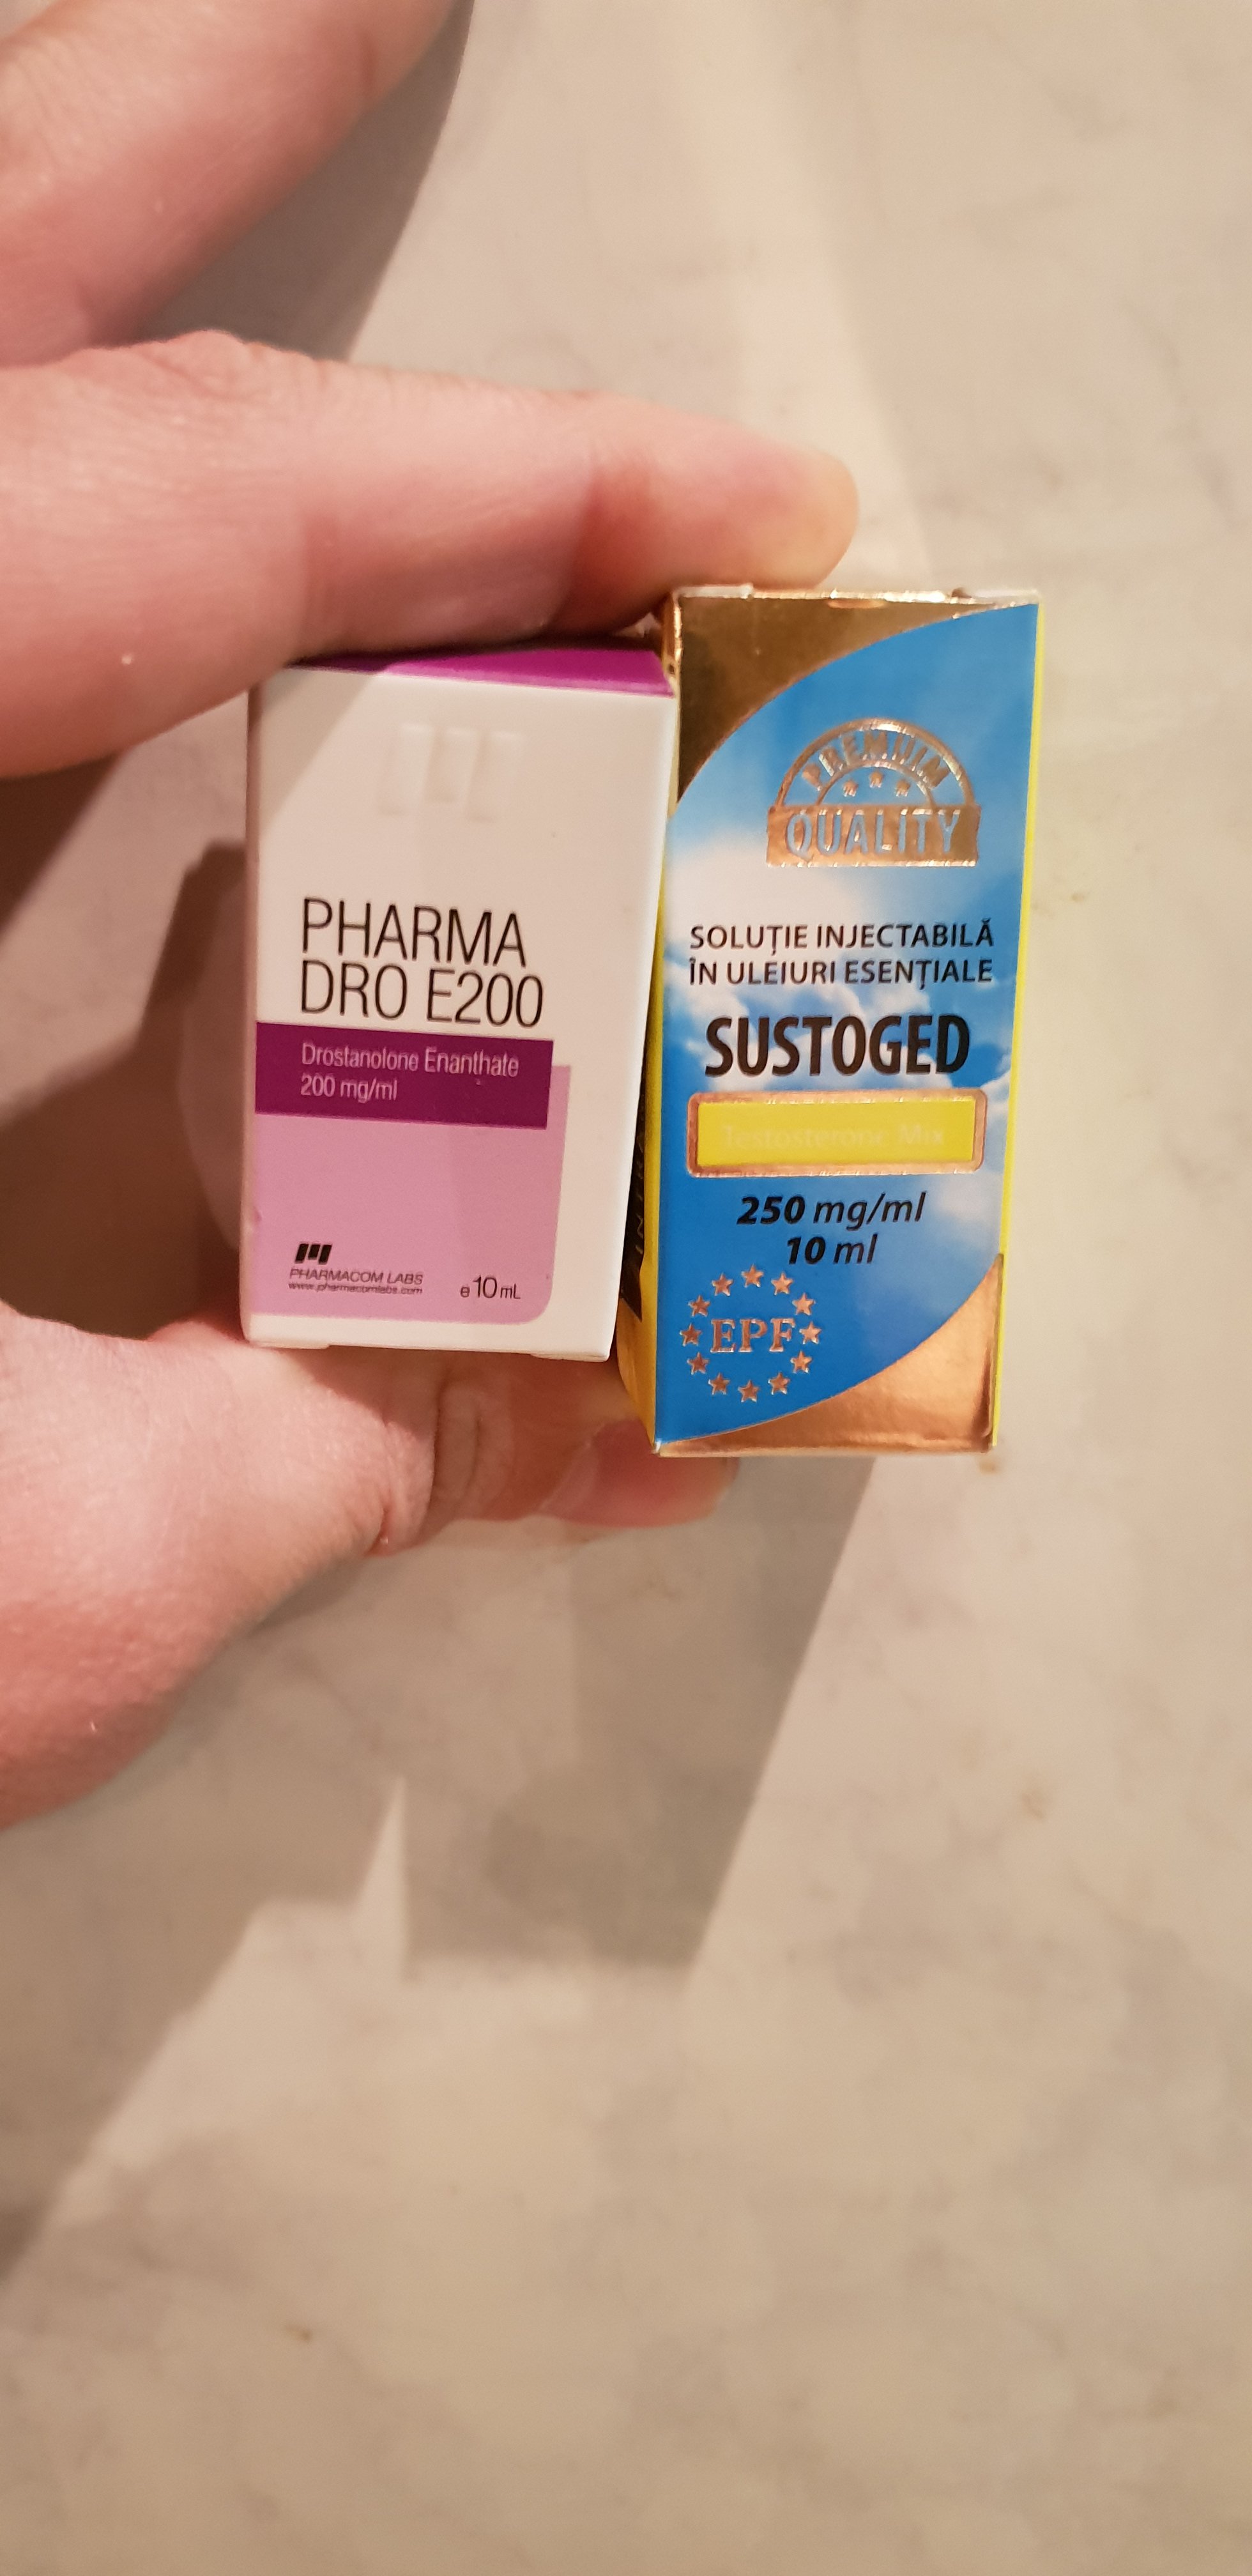 PHARMA
DRO E200
Drostanolone Enanthate
200 mg/ml
PHARMACOM LABS
www.pharmacomlabs.com
e 10 mL
PREMUIM
QUALITY
SOLUȚIE INJECTABILĂ
ÎN ULEIURI ESENȚIALE
SUSTOGED
Testosterone Mix
250 mg/ml
10 ml
EPF